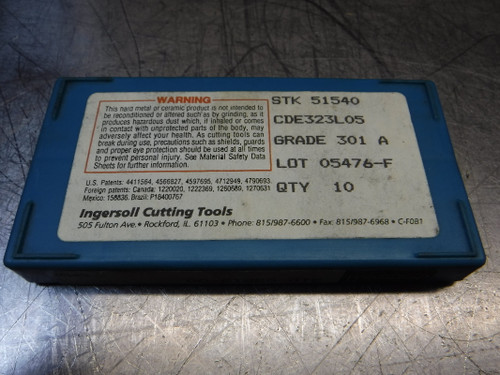 WARNING
This hard metal or ceramic product is not intended to
be reconditioned or altered such as by grinding, as it
produces hazardous dust which, if inhaled or comes
in contact with unprotected parts of the body, may
adversely affect your health. As cutting tools can
break during use, precautions such as shields, guards
and proper eye protection should be used at all times
to prevent personal injury. See Material Safety Data
Sheets for further information.
U.S. Patents: 4411564, 4566827, 4597695, 4712949, 4790693.
Foreign patents: Canada: 1220020, 1222369, 1250989, 1270631
Mexico: 158836. Brazil: P18400767
STK 51540
CDE323L05
GRADE 301 A
LOT 05476-F
QTY 10
Ingersoll Cutting Tools
505 Fulton Ave. • Rockford, IL. 61103 • Phone: 815/987-6600 • Fax: 815/987-6968 • C-F081